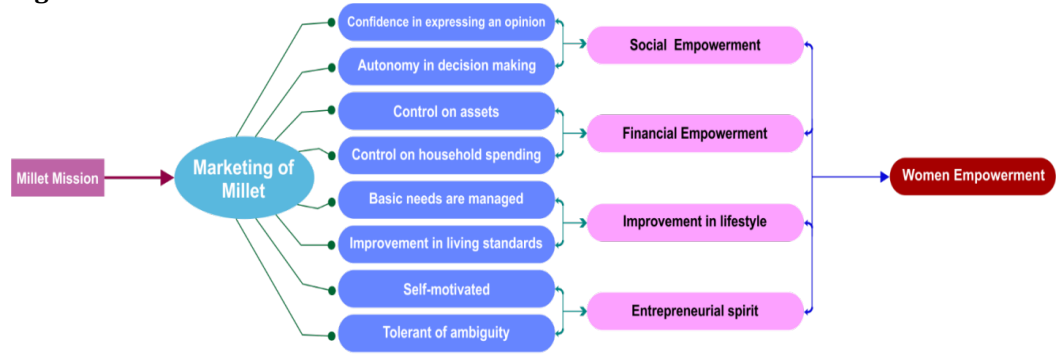 Millet Mission
Marketing of
Millet
Confidence in expressing an opinion
Autonomy in decision making
Control on assets
Control on household spending
Basic needs are managed
Improvement in living standards
Self-motivated
Tolerant of ambiguity
Social Empowerment
Financial Empowerment
Improvement in lifestyle
Entrepreneurial spirit
Women Empowerment